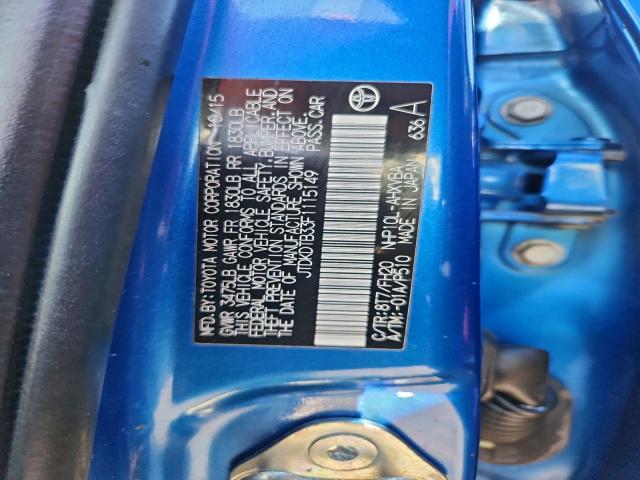 MFD.BY:TOYOTA MOTOR CORPORATION 10/15
GVWR 3475LB GAWR FR 1830LB RR 1830LB
THIS VEHICLE CONFORMS TO ALL APPLICABLE
FEDERAL MOTOR VEHICLE SAFETY, BUMPER, AND
THEFT PREVENTION STANDARDS IN EFFECT ON
THE DATE OF MANUFACTURE SHOWN ABOVE.
JTDKDTB33F1115149 PASS.CAR
C/TR:8T7/FH20 NHP10L-AHXVBA
A/TM:-01A/P510 MADE IN JAPAN 636 A